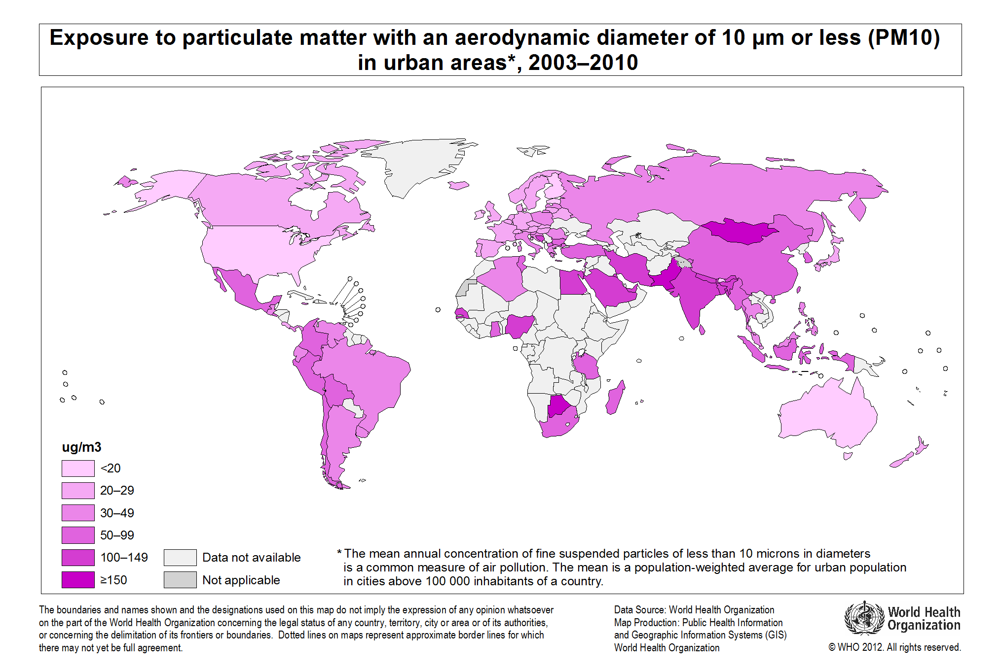 Exposure to particulate matter with an aerodynamic diameter of 10 µm or less (PM10)
in urban areas*, 2003–2010
ug/m3
<20
20–29
30–49
50–99
100–149
≥150
Data not available
Not applicable
* The mean annual concentration of fine suspended particles of less than 10 microns in diameters
is a common measure of air pollution. The mean is a population-weighted average for urban population
in cities above 100 000 inhabitants of a country.
The boundaries and names shown and the designations used on this map do not imply the expression of any opinion whatsoever
on the part of the World Health Organization concerning the legal status of any country, territory, city or area or of its authorities,
or concerning the delimitation of its frontiers or boundaries. Dotted lines on maps represent approximate border lines for which
there may not yet be full agreement.
Data Source: World Health Organization
Map Production: Public Health Information
and Geographic Information Systems (GIS)
World Health Organization
World Health
Organization
© WHO 2012. All rights reserved.